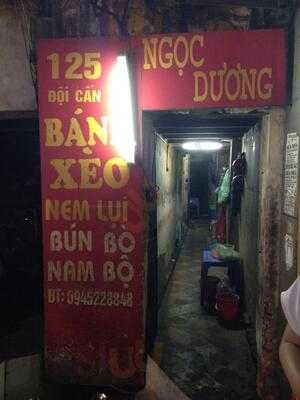 125
ĐỘI CẤN
BÁNH
XÈO
NEM LỤI
BÚN BÒ
NAM BỘ
ĐT: 0945228848
NGỌC
DƯƠNG